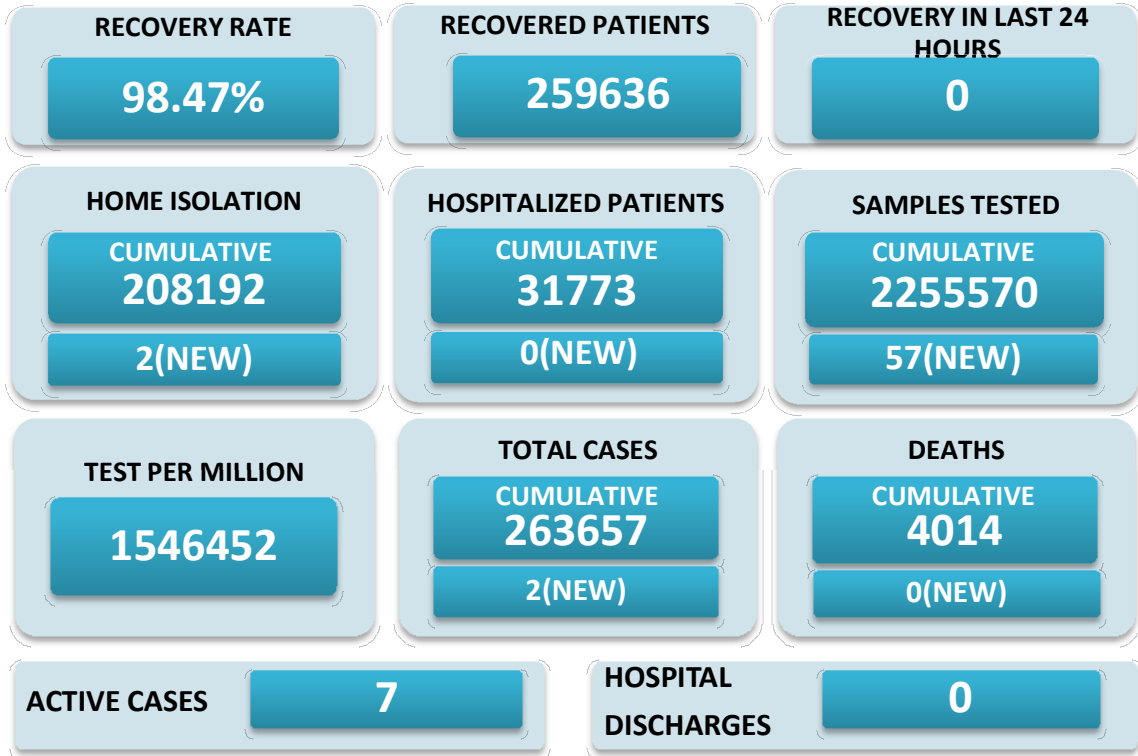 RECOVERY RATE
98.47%
RECOVERED PATIENTS
259636
RECOVERY IN LAST 24
HOURS
0
HOME ISOLATION
CUMULATIVE
208192
2(NEW)
HOSPITALIZED PATIENTS
CUMULATIVE
31773
0(NEW)
SAMPLES TESTED
CUMULATIVE
2255570
57(NEW)
TEST PER MILLION
1546452
TOTAL CASES
CUMULATIVE
263657
2(NEW)
DEATHS
CUMULATIVE
4014
0(NEW)
ACTIVE CASES
7
HOSPITAL
DISCHARGES
0